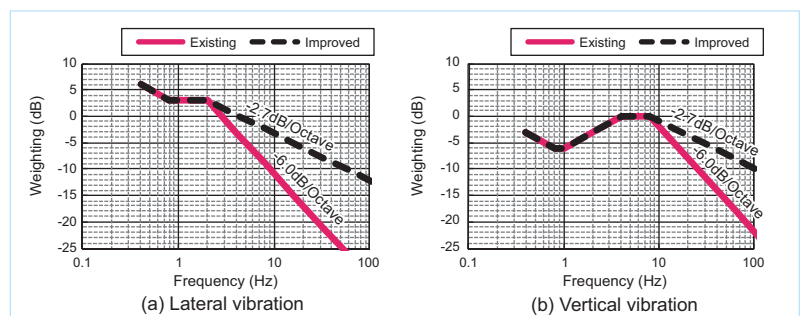 Existing Improved
10
5
0
-5
-10
-15
-20
-25
0.1 1 10 100
Weighting (dB)
Frequency (Hz)
-2.7dB/Octave
-6.0dB/Octave
(a) Lateral vibration
Existing Improved
10
5
0
-5
-10
-15
-20
-25
0.1 1 10 100
Weighting (dB)
Frequency (Hz)
-2.7dB/Octave
-6.0dB/Octave
(b) Vertical vibration